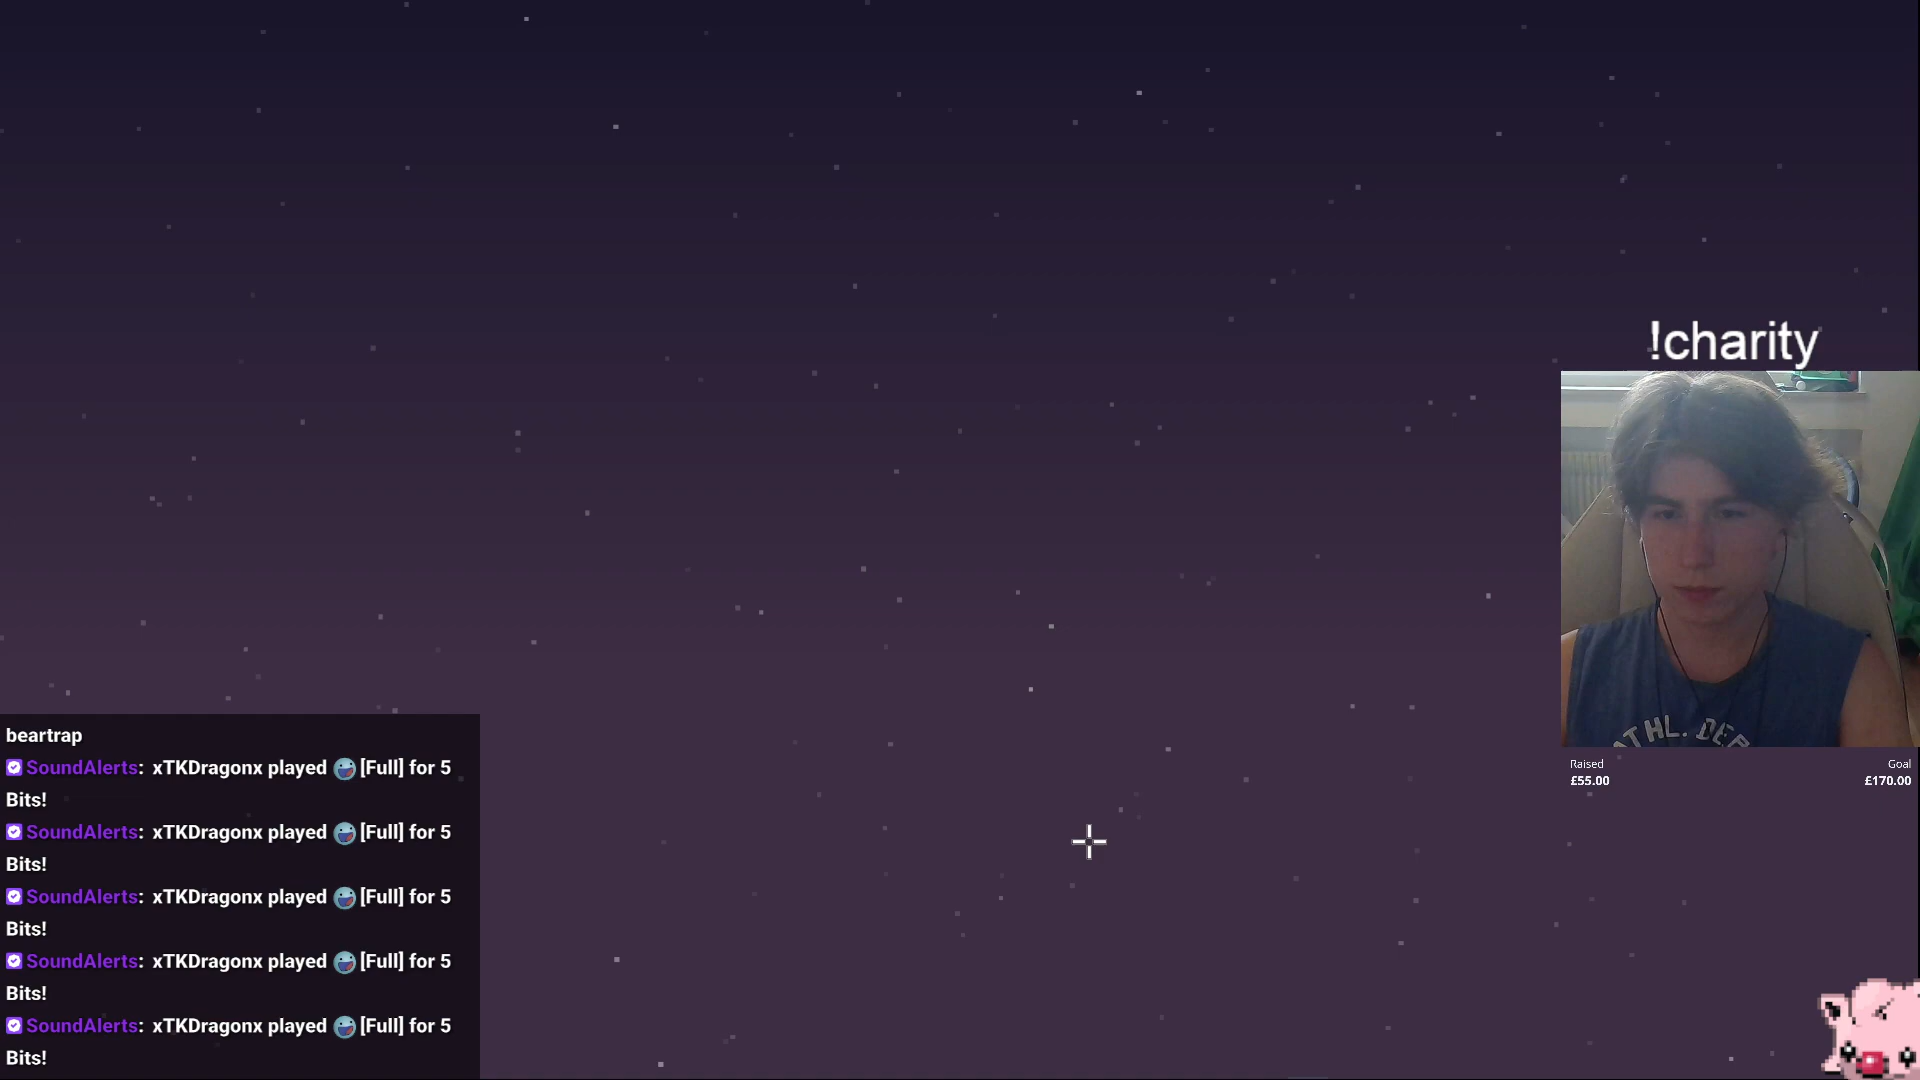 !charity
ATHL. DEP
Raised
Goal
£55.00
£170.00
beartrap
SoundAlerts: xTKDragonx played [Full] for 5
Bits!
SoundAlerts: xTKDragonx played [Full] for 5
Bits!
SoundAlerts: xTKDragonx played [Full] for 5
Bits!
SoundAlerts: xTKDragonx played [Full] for 5
Bits!
SoundAlerts: xTKDragonx played [Full] for 5
Bits!